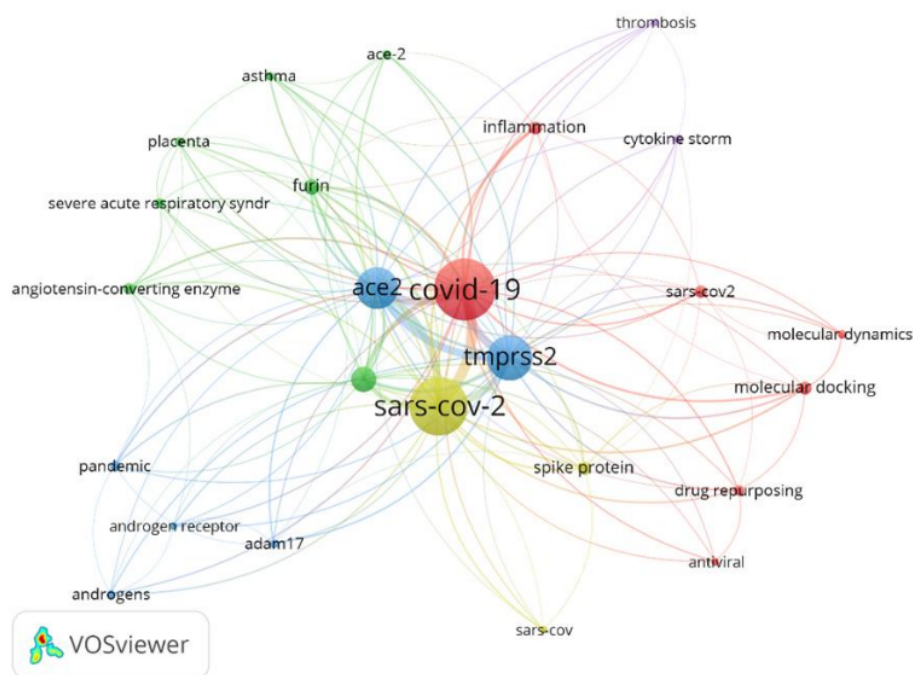 thrombosis
ace-2
asthma
inflammation
cytokine storm
placenta
furin
severe acute respiratory syndr
angiotensin-converting enzyme
ace2
covid-19
sars-cov2
molecular dynamics
tmprss2
molecular docking
sars-cov-2
pandemic
spike protein
drug repurposing
androgen receptor
adam17
antiviral
androgens
sars-cov
VOSviewer